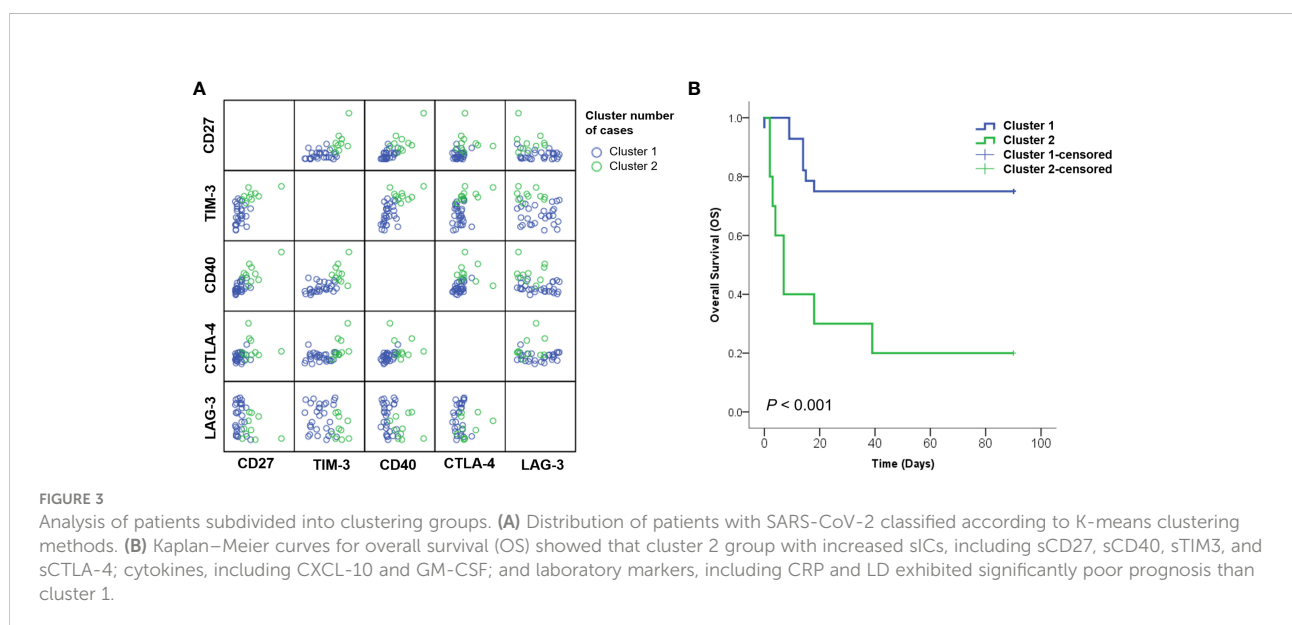 A
CD27
TIM-3
CD40
CTLA-4
LAG-3
CD27 TIM-3 CD40 CTLA-4 LAG-3
Cluster number
of cases
Cluster 1
Cluster 2
B
Overall Survival (OS)
1.0
0.8
0.6
0.4
0.2
0.0
P < 0.001
0 20 40 60 80 100
Time (Days)
Cluster 1
Cluster 2
Cluster 1-censored
Cluster 2-censored
FIGURE 3
Analysis of patients subdivided into clustering groups. (A) Distribution of patients with SARS-CoV-2 classified according to K-means clustering
methods. (B) Kaplan–Meier curves for overall survival (OS) showed that cluster 2 group with increased sICs, including sCD27, sCD40, sTIM3, and
sCTLA-4; cytokines, including CXCL-10 and GM-CSF; and laboratory markers, including CRP and LD exhibited significantly poor prognosis than
cluster 1.